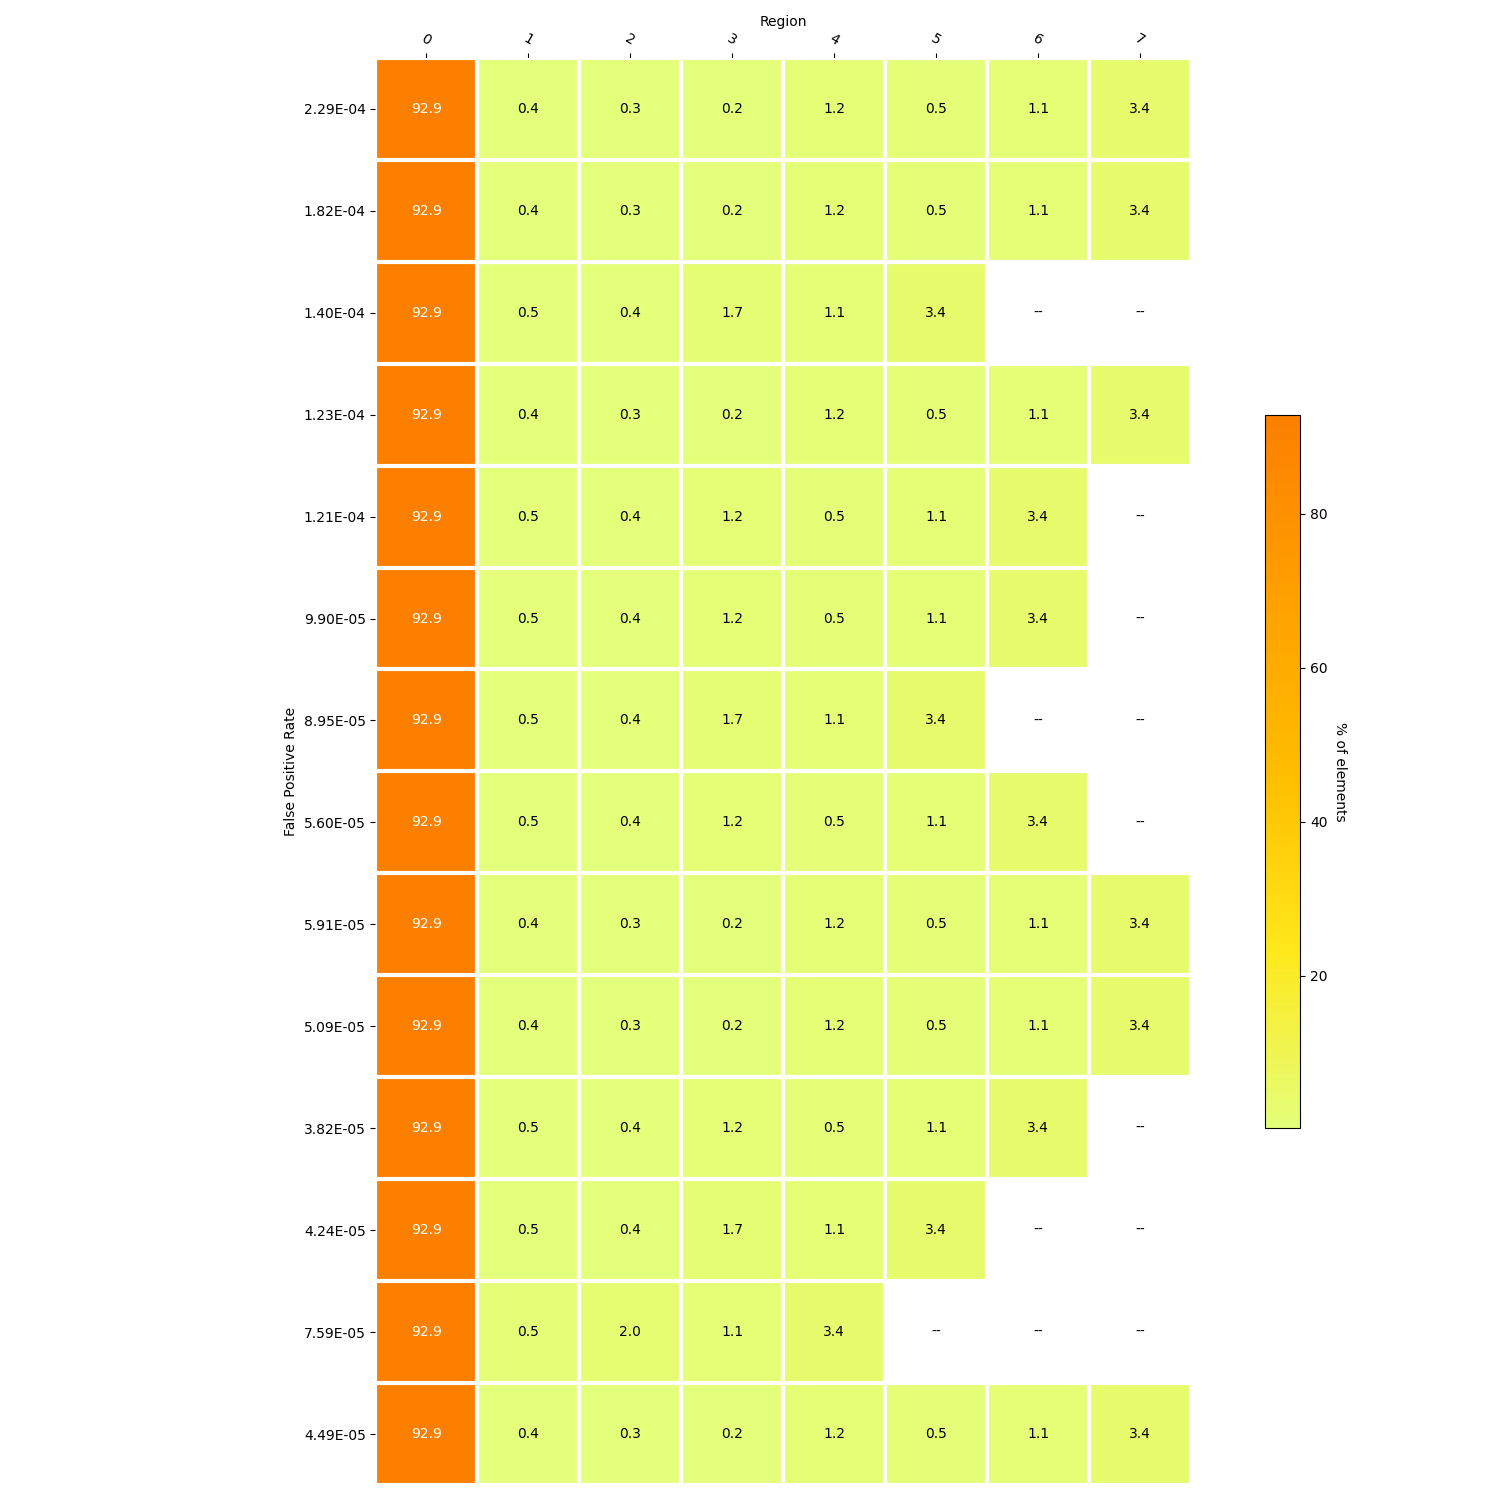 Region
0 1 2 3 4 5 6 7
2.29E-04 92.9 0.4 0.3 0.2 1.2 0.5 1.1 3.4
1.82E-04 92.9 0.4 0.3 0.2 1.2 0.5 1.1 3.4
1.40E-04 92.9 0.5 0.4 1.7 1.1 3.4 -- --
1.23E-04 92.9 0.4 0.3 0.2 1.2 0.5 1.1 3.4
1.21E-04 92.9 0.5 0.4 1.2 0.5 1.1 3.4 --
9.90E-05 92.9 0.5 0.4 1.2 0.5 1.1 3.4 --
8.95E-05 92.9 0.5 0.4 1.7 1.1 3.4 -- --
5.60E-05 92.9 0.5 0.4 1.2 0.5 1.1 3.4 --
5.91E-05 92.9 0.4 0.3 0.2 1.2 0.5 1.1 3.4
5.09E-05 92.9 0.4 0.3 0.2 1.2 0.5 1.1 3.4
3.82E-05 92.9 0.5 0.4 1.2 0.5 1.1 3.4 --
4.24E-05 92.9 0.5 0.4 1.7 1.1 3.4 -- --
7.59E-05 92.9 0.5 2.0 1.1 3.4 -- -- --
4.49E-05 92.9 0.4 0.3 0.2 1.2 0.5 1.1 3.4
False Positive Rate
80
60
40
20
% of elements